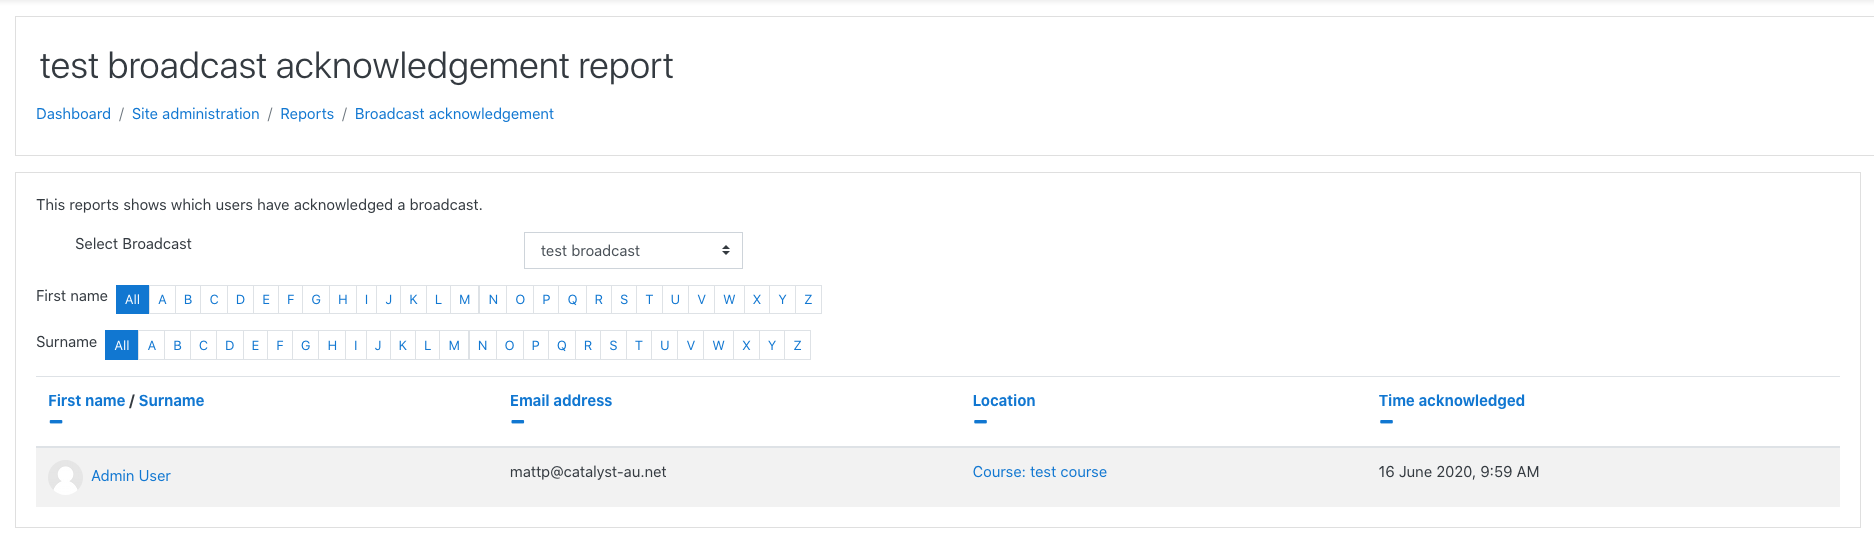 test broadcast acknowledgement report
Dashboard / Site administration / Reports / Broadcast acknowledgement
This reports shows which users have acknowledged a broadcast.
Select Broadcast test broadcast
First name All A B C D E F G H I J K L M N O P Q R S T U V W X Y Z
Surname All A B C D E F G H I J K L M N O P Q R S T U V W X Y Z
First name / Surname Email address Location Time acknowledged
Admin User mattp@catalyst-au.net Course: test course 16 June 2020, 9:59 AM